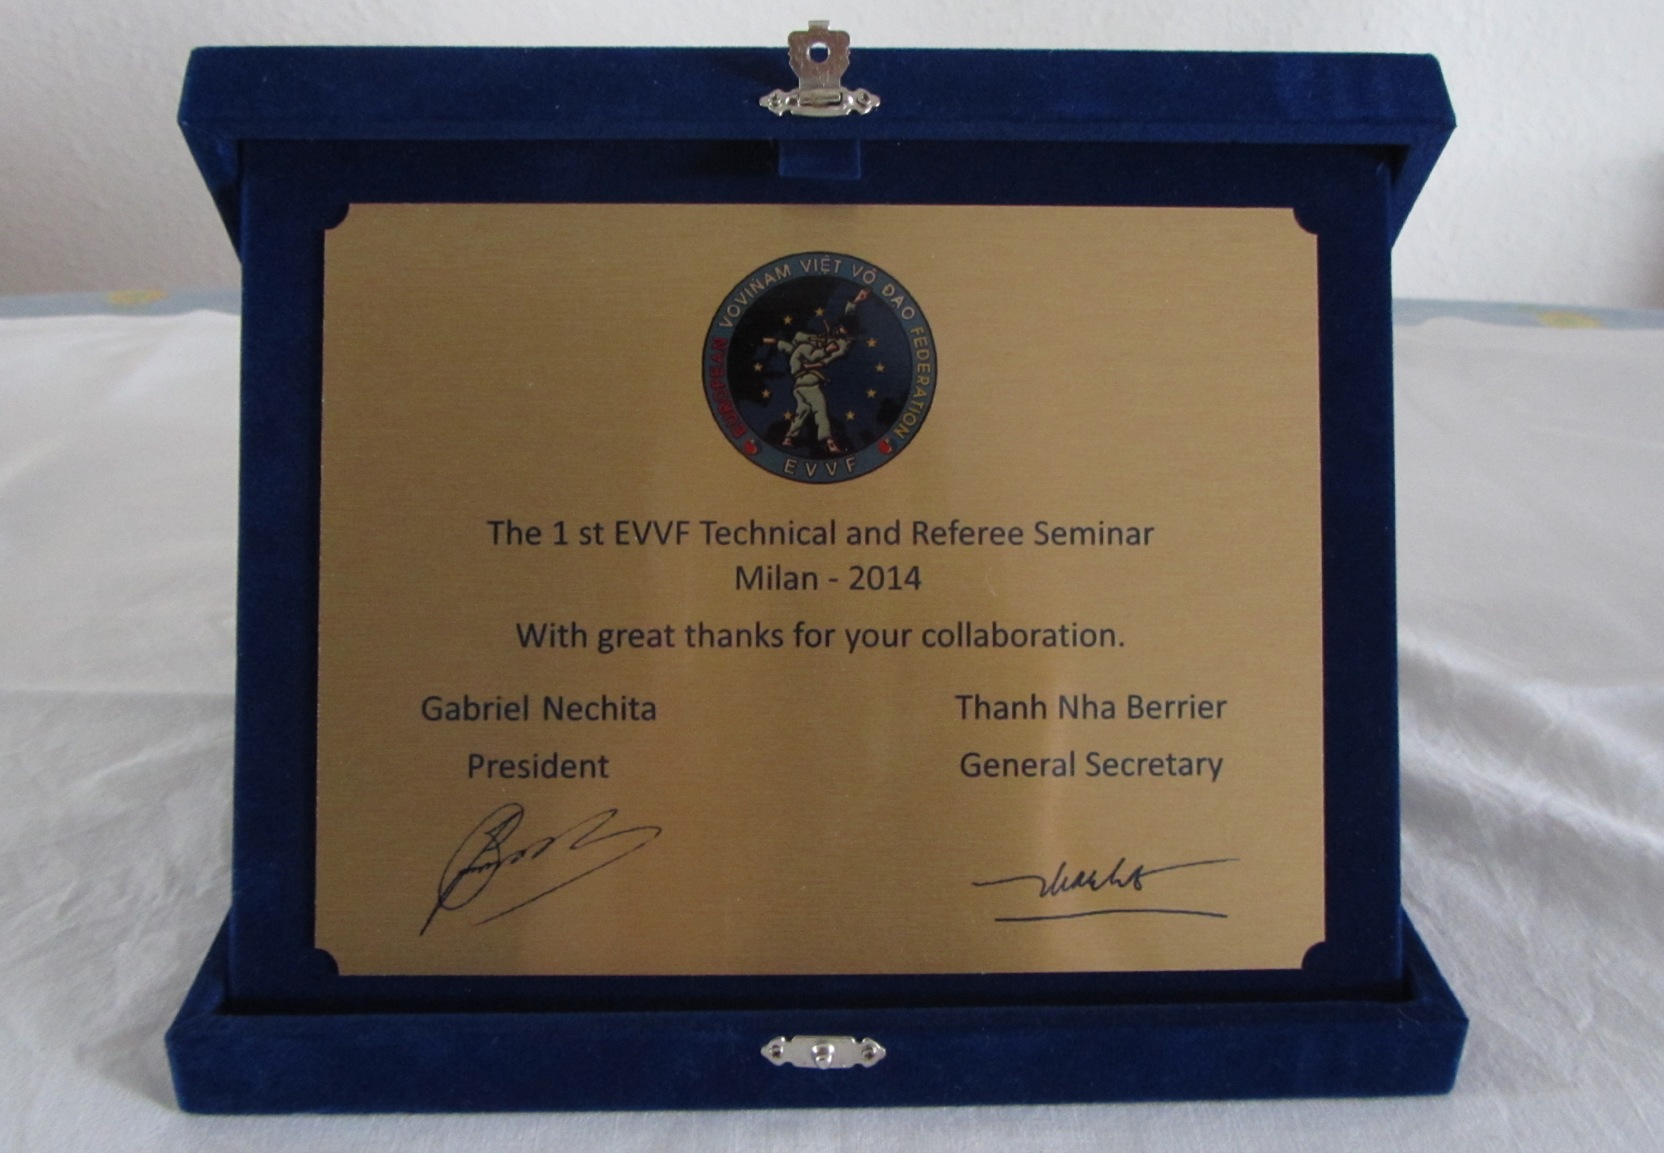 EUROPEAN VOVINAM VIỆT VÕ ĐẠO FEDERATION
EVVF
The 1 st EVVF Technical and Referee Seminar
Milan - 2014
With great thanks for your collaboration.
Gabriel Nechita
Thanh Nha Berrier
President
General Secretary